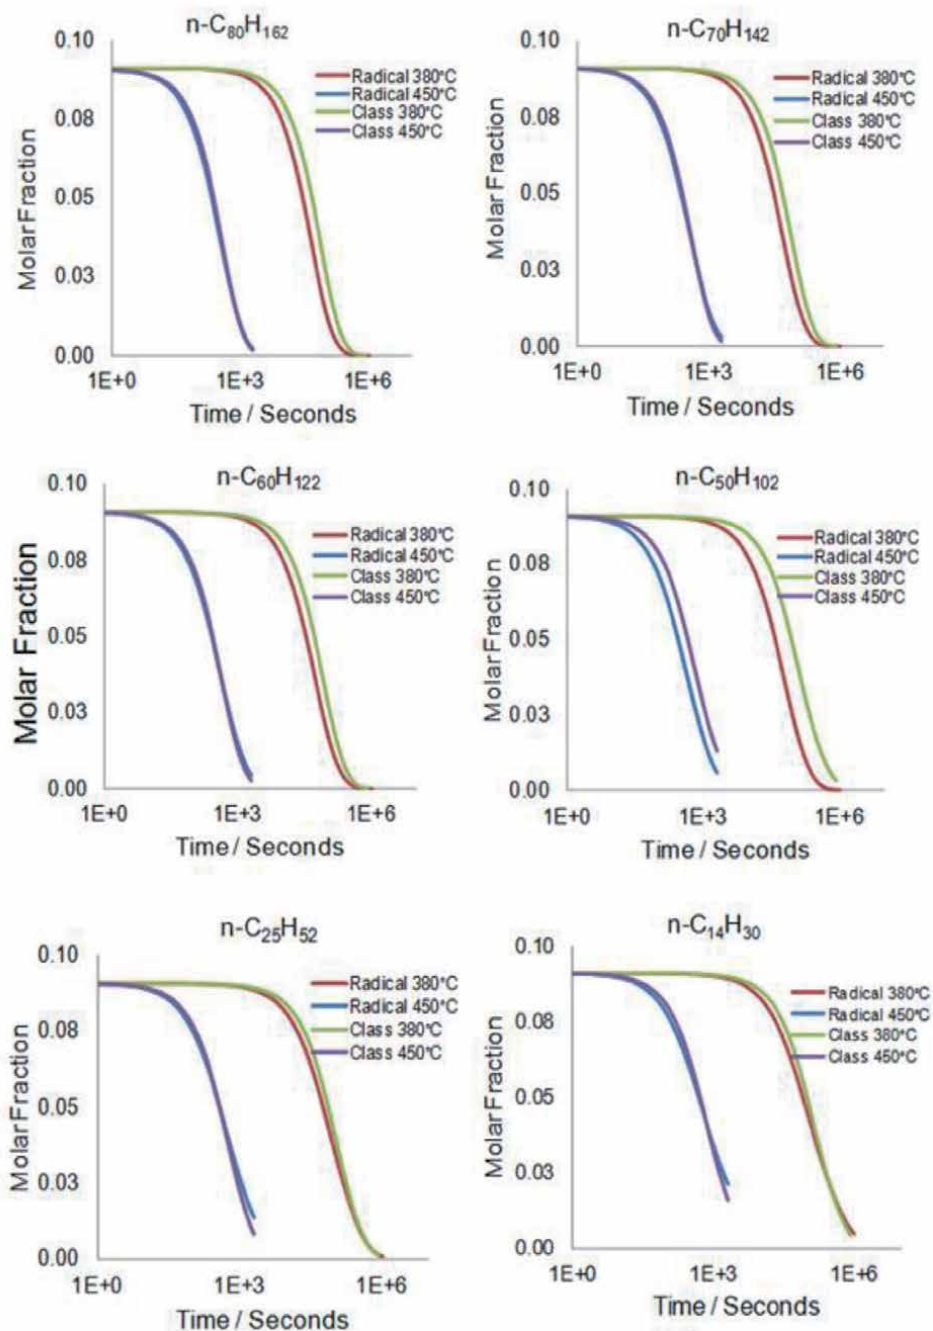 n-C₈₀H₁₆₂
0.10
0.08
0.05
0.03
0.00
Molar Fraction
Radical 380°C
Radical 450°C
Class 380°C
Class 450°C
1E+0 1E+3 1E+6
Time / Seconds
n-C₇₀H₁₄₂
0.10
0.08
0.05
0.03
0.00
Molar Fraction
Radical 380°C
Radical 450°C
Class 380°C
Class 450°C
1E+0 1E+3 1E+6
Time / Seconds
n-C₆₀H₁₂₂
0.10
0.08
0.05
0.03
0.00
Molar Fraction
Radical 380°C
Radical 450°C
Class 380°C
Class 450°C
1E+0 1E+3 1E+6
Time / Seconds
n-C₅₀H₁₀₂
0.10
0.08
0.05
0.03
0.00
Molar Fraction
Radical 380°C
Radical 450°C
Class 380°C
Class 450°C
1E+0 1E+3 1E+6
Time / Seconds
n-C₂₅H₅₂
0.10
0.08
0.05
0.03
0.00
Molar Fraction
Radical 380°C
Radical 450°C
Class 380°C
Class 450°C
1E+0 1E+3 1E+6
Time / Seconds
n-C₁₄H₃₀
0.10
0.08
0.05
0.03
0.00
Molar Fraction
Radical 380°C
Radical 450°C
Class 380°C
Class 450°C
1E+0 1E+3 1E+6
Time / Seconds